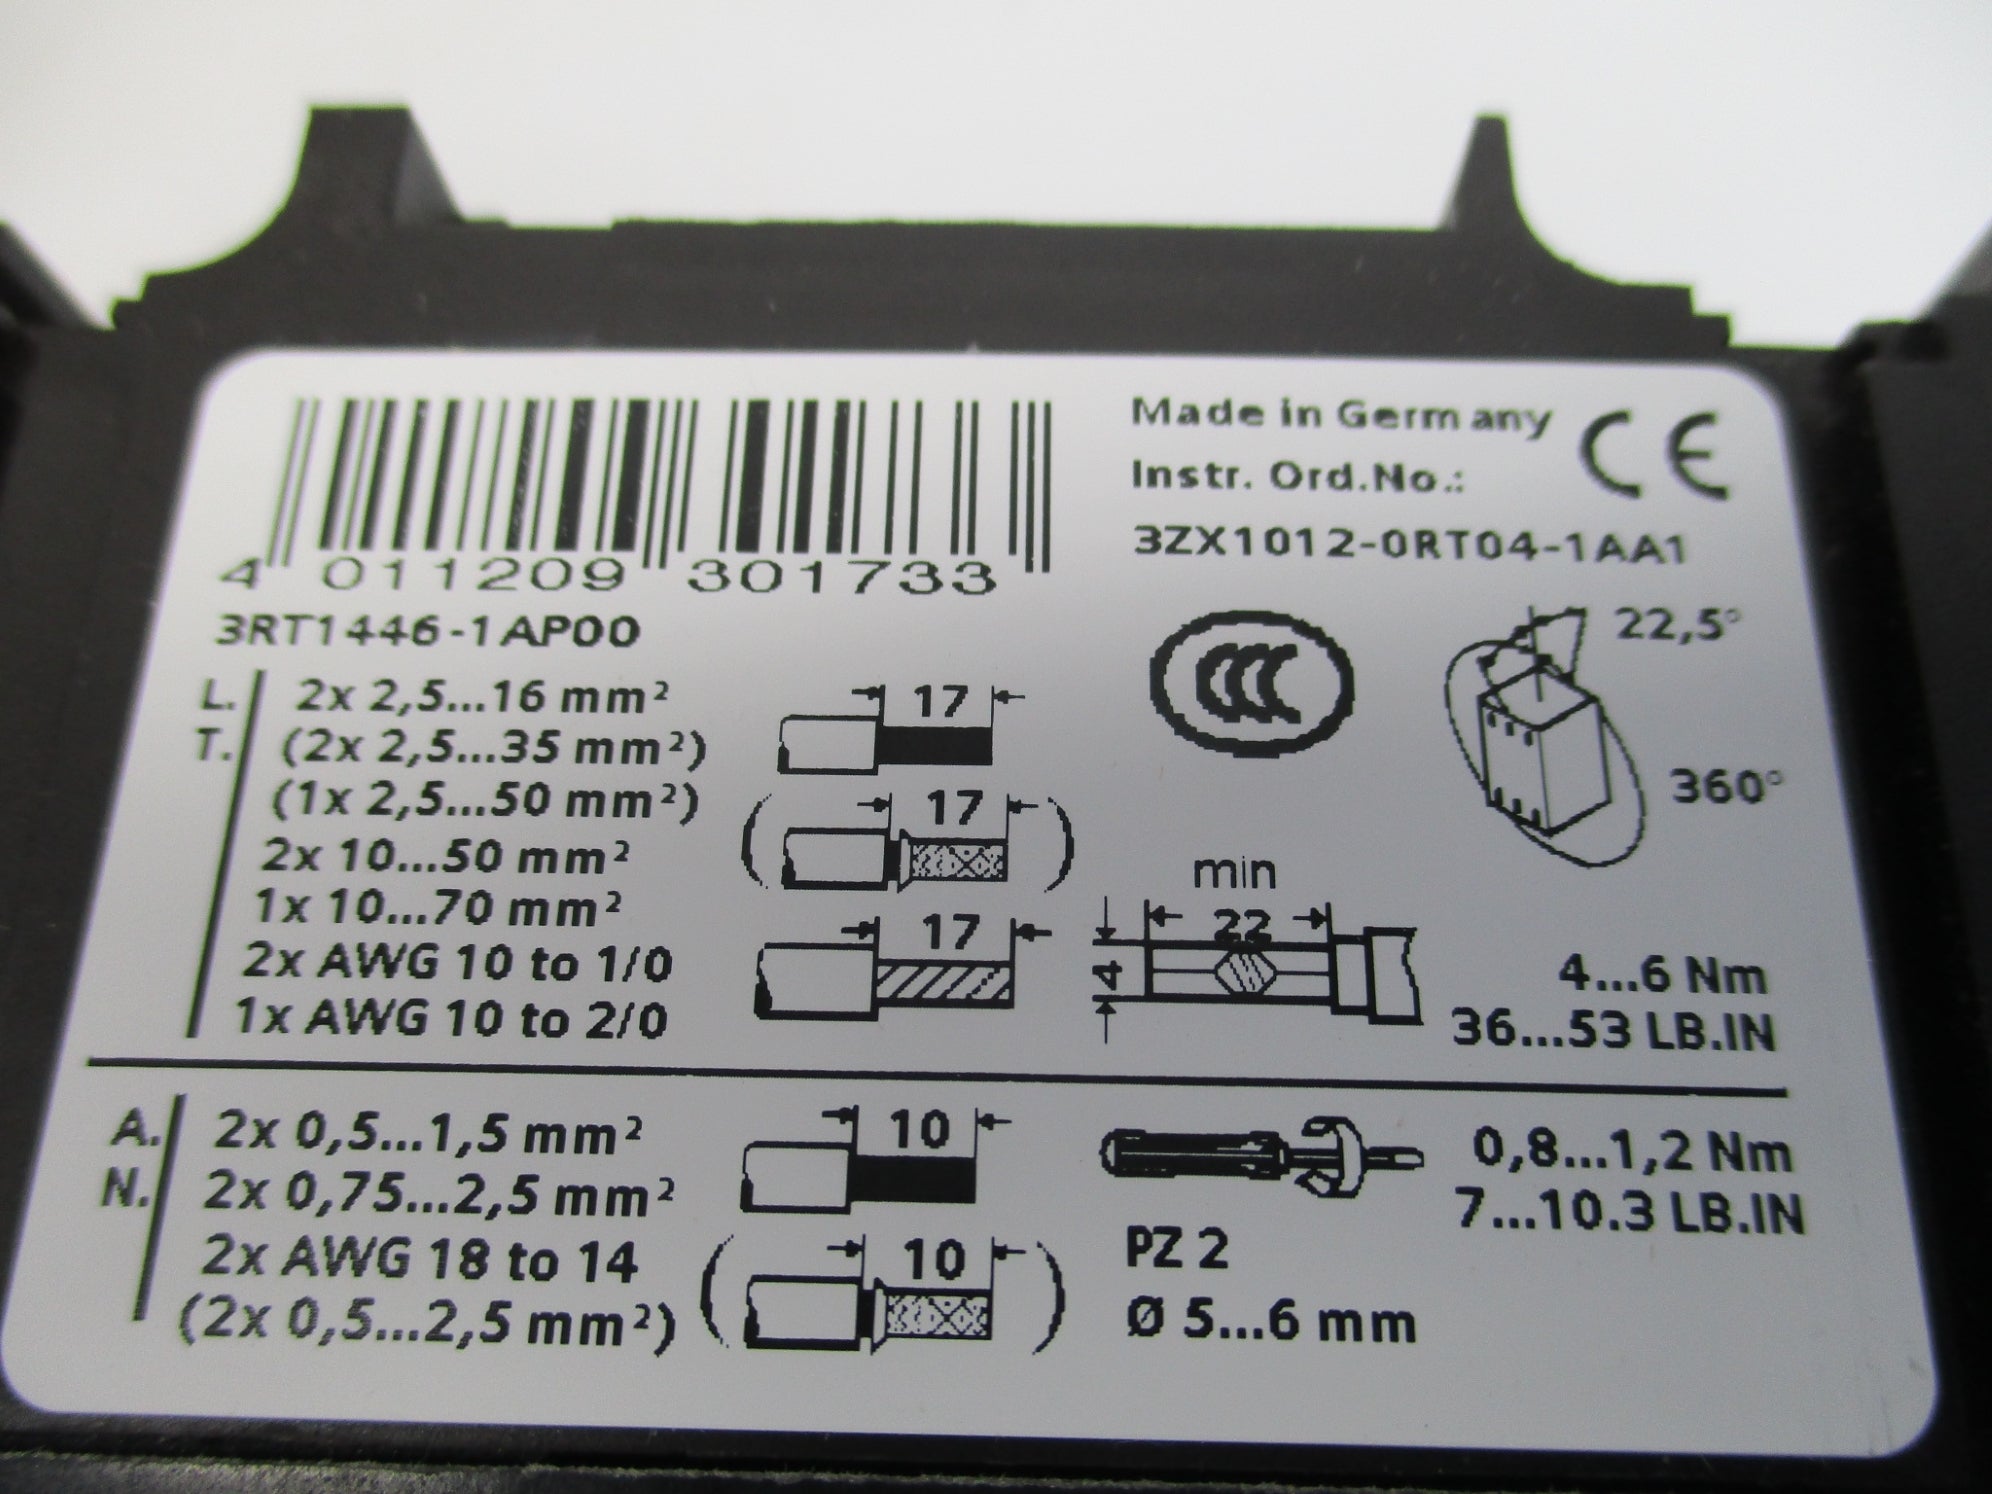 Made in Germany CE
Instr. Ord.No.:
3ZX1012-0RT04-1AA1
4 011209 301733
3RT1446-1AP00
CCC
22,5°
360°
L. 2x 2,5...16 mm²
T. (2x 2,5...35 mm²)
(1x 2,5...50 mm²)
2x 10...50 mm²
1x 10...70 mm²
2x AWG 10 to 1/0
1x AWG 10 to 2/0
17
17
17
min
22
4
4...6 Nm
36...53 LB.IN
A. 2x 0,5...1,5 mm²
N. 2x 0,75...2,5 mm²
2x AWG 18 to 14
(2x 0,5...2,5 mm²)
10
10
0,8...1,2 Nm
7...10.3 LB.IN
PZ 2
Ø 5...6 mm